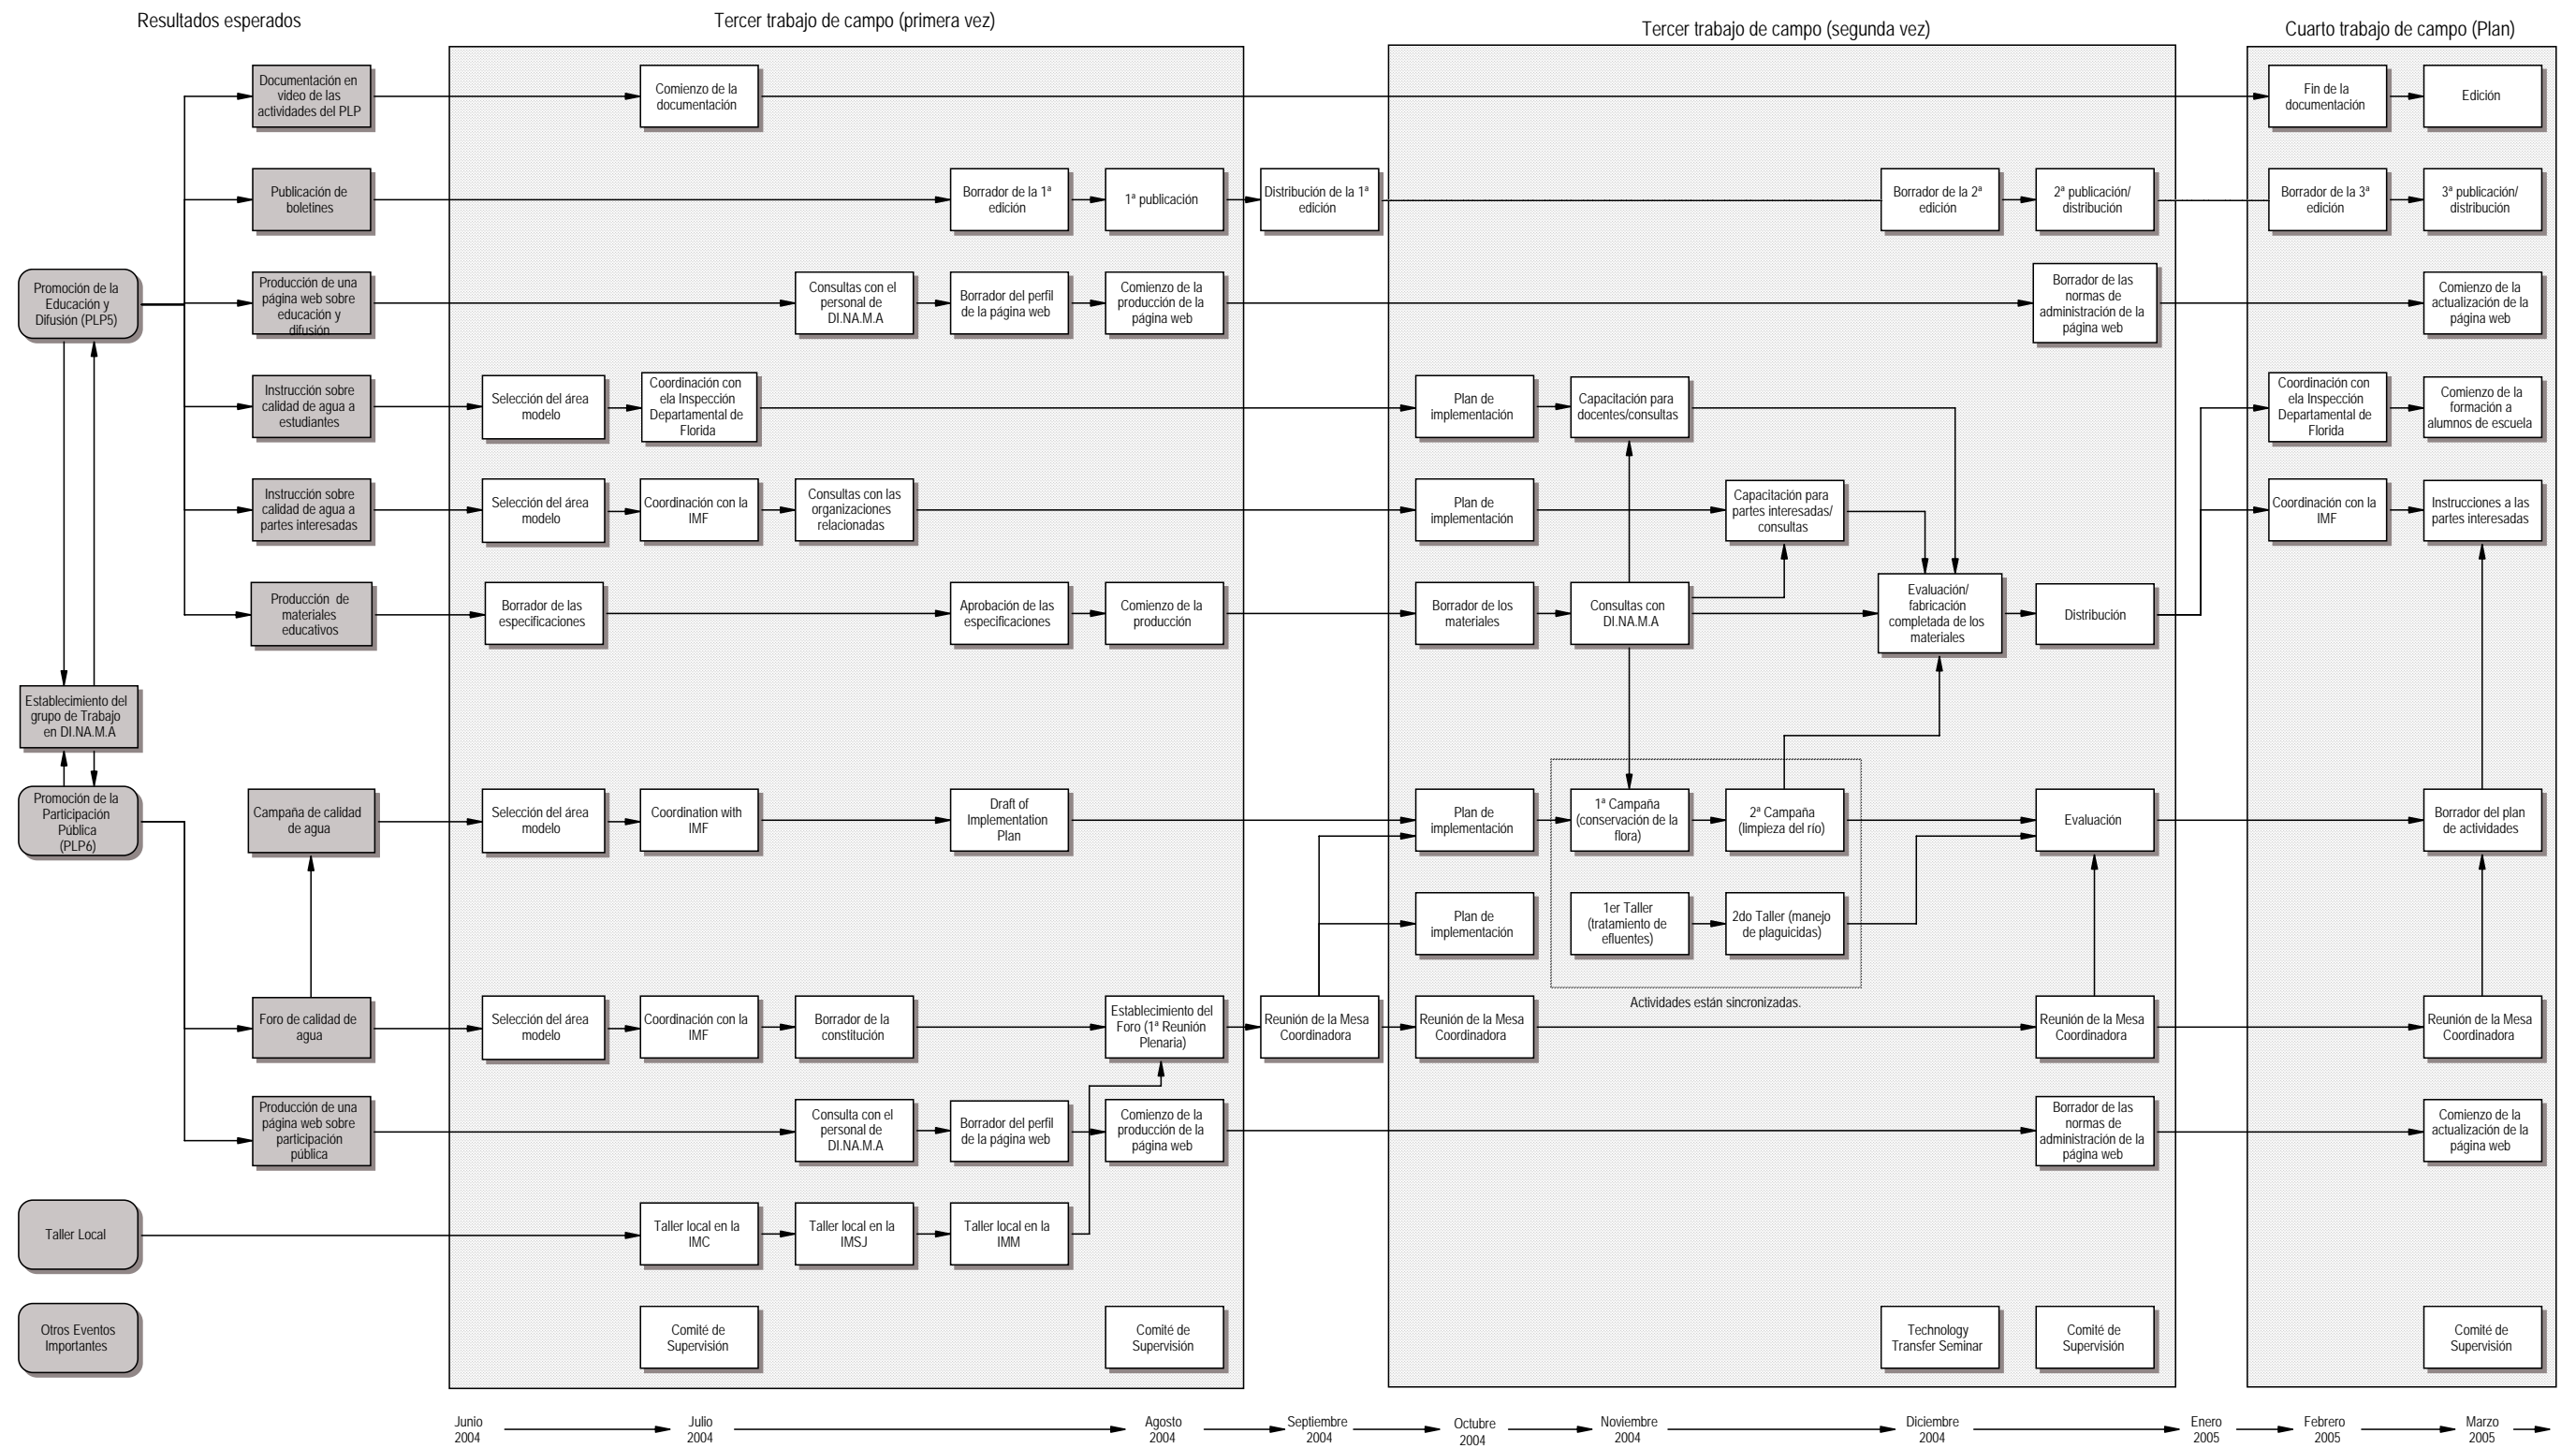 Resultados esperados
Tercer trabajo de campo (primera vez)
Tercer trabajo de campo (segunda vez)
Cuarto trabajo de campo (Plan)
Documentación en
video de las
actividades del PLP
Comienzo de la
documentación
Fin de la
documentación
Edición
Publicación de
boletines
Borrador de la 1ª
edición
1ª publicación
Distribución de la 1ª
edición
Borrador de la 2ª
edición
2ª publicación/
distribución
Borrador de la 3ª
edición
3ª publicación/
distribución
Promoción de la
Educación y
Difusión (PLP5)
Producción de una
página web sobre
educación y
difusión
Consultas con el
personal de
DI.NA.M.A
Borrador del perfil
de la página web
Comienzo de la
producción de la
página web
Borrador de las
normas de
administración de la
página web
Comienzo de la
actualización de la
página web
Instrucción sobre
calidad de agua a
estudiantes
Selección del área
modelo
Coordinación con
ela Inspección
Departamental de
Florida
Plan de
implementación
Capacitación para
docentes/consultas
Coordinación con
ela Inspección
Departamental de
Florida
Comienzo de la
formación a
alumnos de escuela
Instrucción sobre
calidad de agua a
partes interesadas
Selección del área
modelo
Coordinación con la
IMF
Consultas con las
organizaciones
relacionadas
Plan de
implementación
Capacitación para
partes interesadas/
consultas
Coordinación con la
IMF
Instrucciones a las
partes interesadas
Producción  de
materiales
educativos
Borrador de las
especificaciones
Aprobación de las
especificaciones
Comienzo de la
producción
Borrador de los
materiales
Consultas con
DI.NA.M.A
Evaluación/
fabricación
completada de los
materiales
Distribución
Establecimiento del
grupo de Trabajo
en DI.NA.M.A
Promoción de la
Participación
Pública
(PLP6)
Campaña de calidad
de agua
Selección del área
modelo
Coordination with
IMF
Draft of
Implementation
Plan
Plan de
implementación
1ª Campaña
(conservación de la
flora)
2ª Campaña
(limpieza del río)
Evaluación
Borrador del plan
de actividades
Plan de
implementación
1er Taller
(tratamiento de
efluentes)
2do Taller (manejo
de plaguicidas)
Actividades están sincronizadas.
Foro de calidad de
agua
Selección del área
modelo
Coordinación con la
IMF
Borrador de la
constitución
Establecimiento del
Foro (1ª Reunión
Plenaria)
Reunión de la Mesa
Coordinadora
Reunión de la Mesa
Coordinadora
Reunión de la Mesa
Coordinadora
Reunión de la Mesa
Coordinadora
Producción de una
página web sobre
participación
pública
Consulta con el
personal de
DI.NA.M.A
Borrador del perfil
de la página web
Comienzo de la
producción de la
página web
Borrador de las
normas de
administración de la
página web
Comienzo de la
actualización de la
página web
Taller Local
Taller local en la
IMC
Taller local en la
IMSJ
Taller local en la
IMM
Otros Eventos
Importantes
Comité de
Supervisión
Comité de
Supervisión
Technology
Transfer Seminar
Comité de
Supervisión
Comité de
Supervisión
Junio
2004
Julio
2004
Agosto
2004
Septiembre
2004
Octubre
2004
Noviembre
2004
Diciembre
2004
Enero
2005
Febrero
2005
Marzo
2005